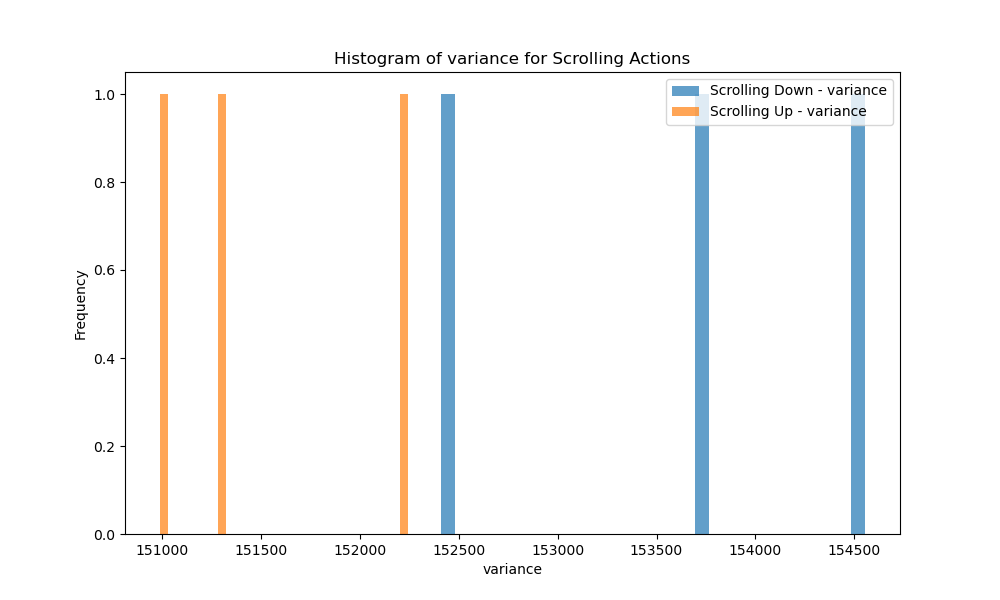 Histogram of variance for Scrolling Actions
Scrolling Down - variance
Scrolling Up - variance
1.0
0.8
0.6
0.4
0.2
0.0
Frequency
151000 151500 152000 152500 153000 153500 154000 154500
variance